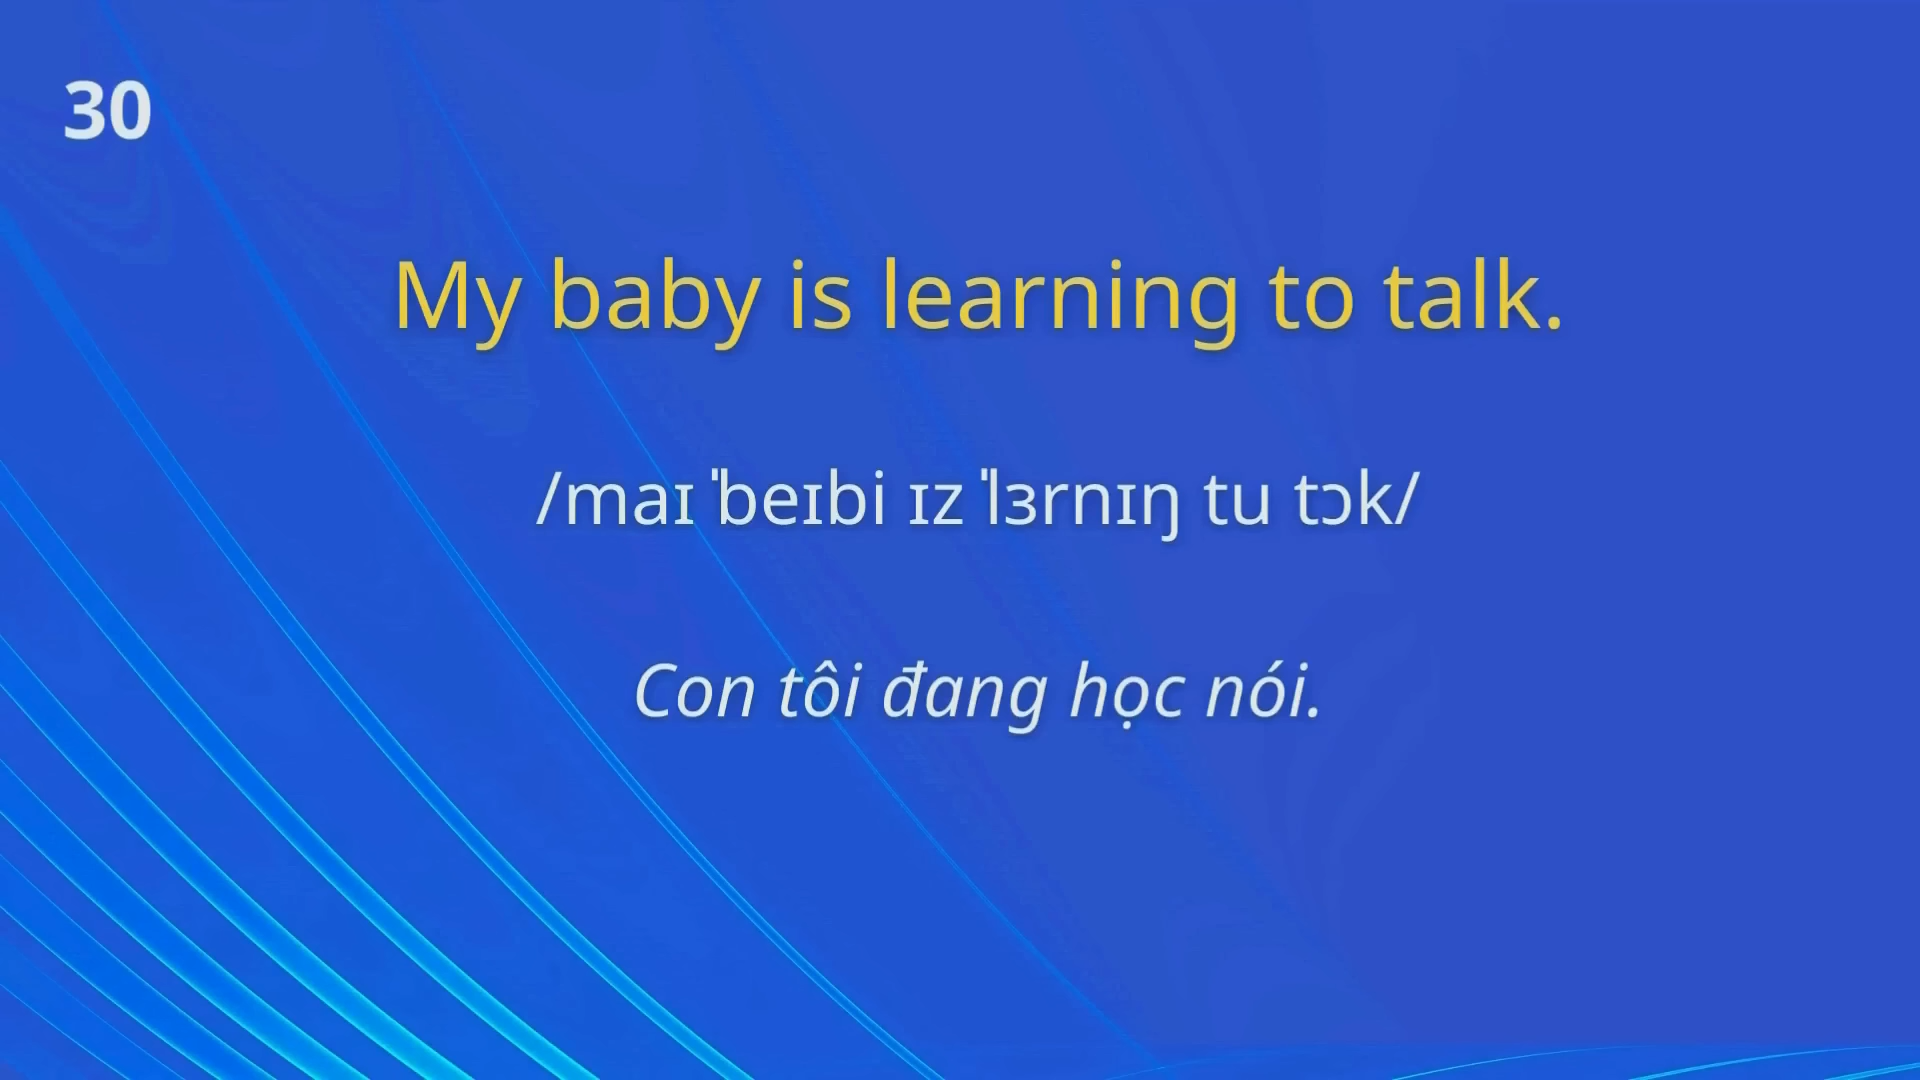 30
My baby is learning to talk.
/maɪ ˈbeɪbi ɪz ˈlɜrnɪŋ tu tɔk/
Con tôi đang học nói.